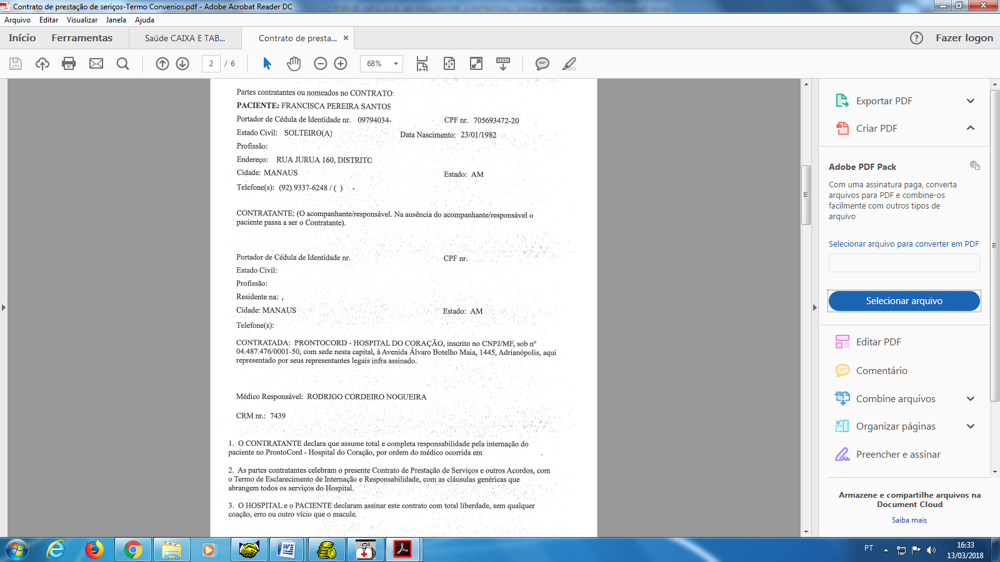 Contrato de prestação de seriços-Termo Convenios.pdf - Adobe Acrobat Reader DC
Arquivo Editar Visualizar Janela Ajuda
Início Ferramentas Saúde CAIXA E TAB... Contrato de presta... × ? Fazer logon
2 / 6 68%
Partes contratantes ou nomeados no CONTRATO:
PACIENTE: FRANCISCA PEREIRA SANTOS
Portador de Cédula de Identidade nr. 09794034- CPF nr. 705693472-20
Estado Civil: SOLTEIRO(A) Data Nascimento: 23/01/1982
Profissão:
Endereço: RUA JURUA 160, DISTRITO
Cidade: MANAUS Estado: AM
Telefone(s): (92) 9337-6248 / ( ) -
CONTRATANTE: (O acompanhante/responsável. Na ausência do acompanhante/responsável o
paciente passa a ser o Contratante).
Portador de Cédula de Identidade nr. CPF nr.
Estado Civil:
Profissão:
Residente na: ,
Cidade: MANAUS Estado: AM
Telefone(s):
CONTRATADA: PRONTOCORD - HOSPITAL DO CORAÇÃO, inscrito no CNPJ/MF, sob nº
04.487.476/0001-50, com sede nesta capital, à Avenida Álvaro Botelho Maia, 1445, Adrianópolis, aqui
representado por seus representantes legais infra assinado.
Médico Responsável: RODRIGO CORDEIRO NOGUEIRA
CRM nr.: 7439
1. O CONTRATANTE declara que assume total e completa responsabilidade pela internação do
paciente no ProntoCord - Hospital do Coração, por ordem do médico ocorrida em .
2. As partes contratantes celebram o presente Contrato de Prestação de Serviços e outros Acordos, com
o Termo de Esclarecimento de Internação e Responsabilidade, com as cláusulas genéricas que
abrangem todos os serviços do Hospital.
3. O HOSPITAL e o PACIENTE declaram assinar este contrato com total liberdade, sem qualquer
coação, erro ou outro vício que o macule.
Exportar PDF
Criar PDF
Adobe PDF Pack
Com uma assinatura paga, converta
arquivos para PDF e combine-os
facilmente com outros tipos de
arquivo
Selecionar arquivo para converter em PDF
Selecionar arquivo
Editar PDF
Comentário
Combine arquivos
Organizar páginas
Preencher e assinar
Armazene e compartilhe arquivos na
Document Cloud
Saiba mais
PT
16:33
13/03/2018